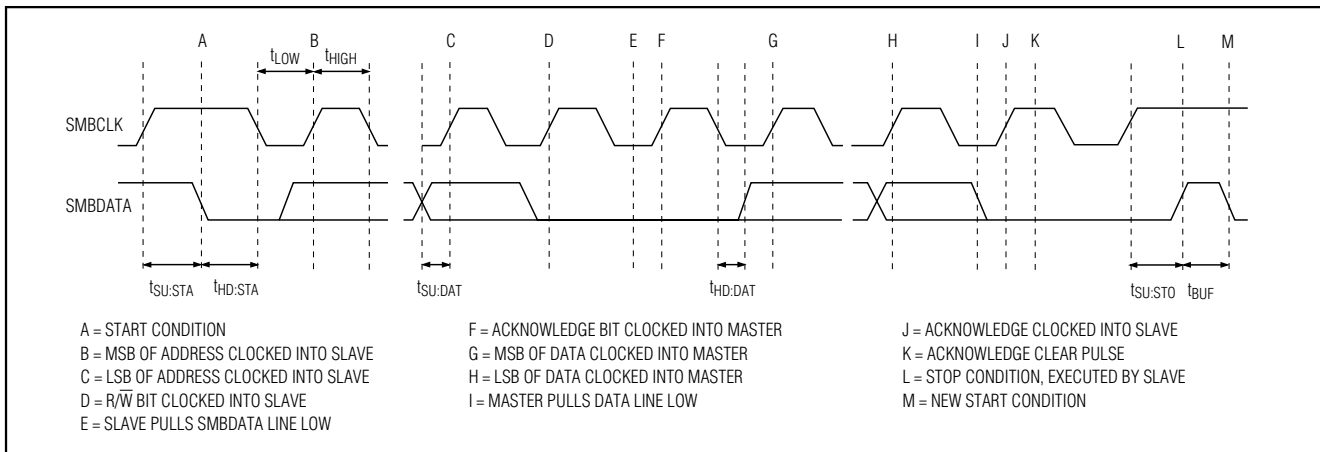 A B C D E F G H I J K L M
tLOW tHIGH
SMBCLK
SMBDATA
tSU:STA tHD:STA tSU:DAT tHD:DAT tSU:STO tBUF
A = START CONDITION
B = MSB OF ADDRESS CLOCKED INTO SLAVE
C = LSB OF ADDRESS CLOCKED INTO SLAVE
D = R/W̅ BIT CLOCKED INTO SLAVE
E = SLAVE PULLS SMBDATA LINE LOW
F = ACKNOWLEDGE BIT CLOCKED INTO MASTER
G = MSB OF DATA CLOCKED INTO MASTER
H = LSB OF DATA CLOCKED INTO MASTER
I = MASTER PULLS DATA LINE LOW
J = ACKNOWLEDGE CLOCKED INTO SLAVE
K = ACKNOWLEDGE CLEAR PULSE
L = STOP CONDITION, EXECUTED BY SLAVE
M = NEW START CONDITION